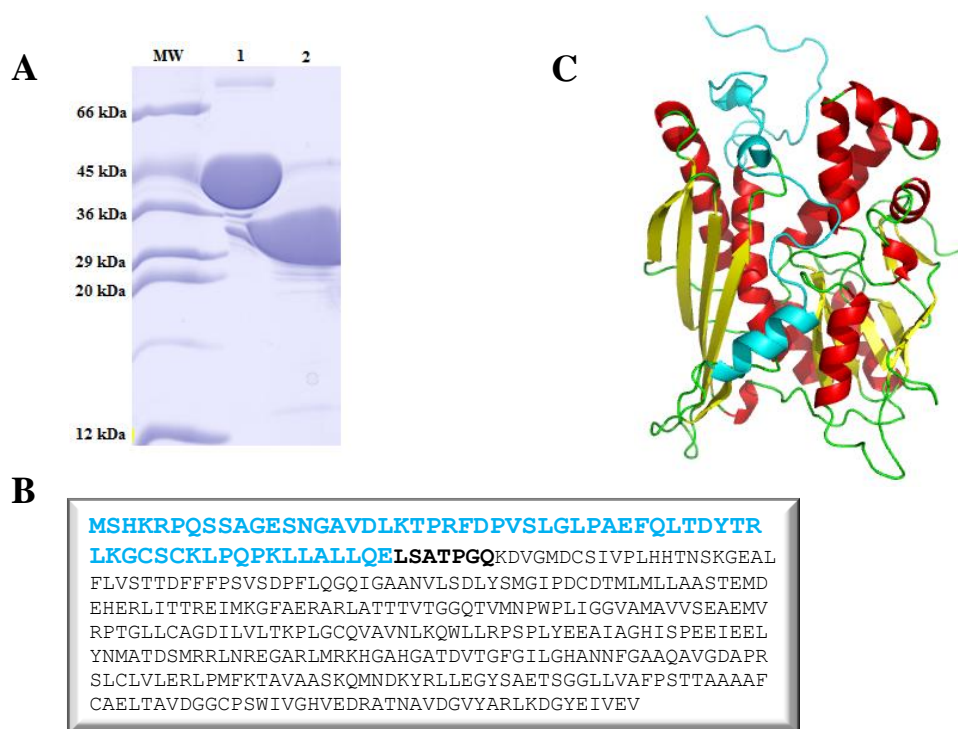 A
MW 1 2
66 kDa
45 kDa
36 kDa
29 kDa
20 kDa
12 kDa
C
B
MSHKRPQSSAGESNGAVDLKTPRFDPVSLGLPAEFQLTDYTR
LKGCSCKLPQPKLLALLQELSATPGQKDVGMDCSIVPLHHTNSKGEAL
FLVSTTDFFFPSVSDPFLQGQIGAANVLSDLYSMGIPDCDTMLMLLAASTEMD
EHERLITTREIMKGFAERARLATTTVTGGQTVMNPWPLIGGVAMAVVSEAEMV
RPTGLLCAGDILVLTKPLGCQVAVNLKQWLLRPSPLYEEAIAGHISPEEIEEL
YNMATDSMRRLNREGARLMRKHGAHGATDVTGFGILGHANNFGAAQAVGDAPR
SLCLVLERLPMFKTAVAASKQMNDKYRLLEGYSAETSGGLLVAFPSTTAAAAF
CAELTAVDGGCPSWIVGHVEDRATNAVDGVYARLKDGYEIVEV